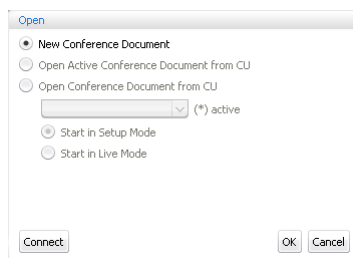 Open
New Conference Document
Open Active Conference Document from CU
Open Conference Document from CU
(*) active
Start in Setup Mode
Start in Live Mode
Connect OK Cancel